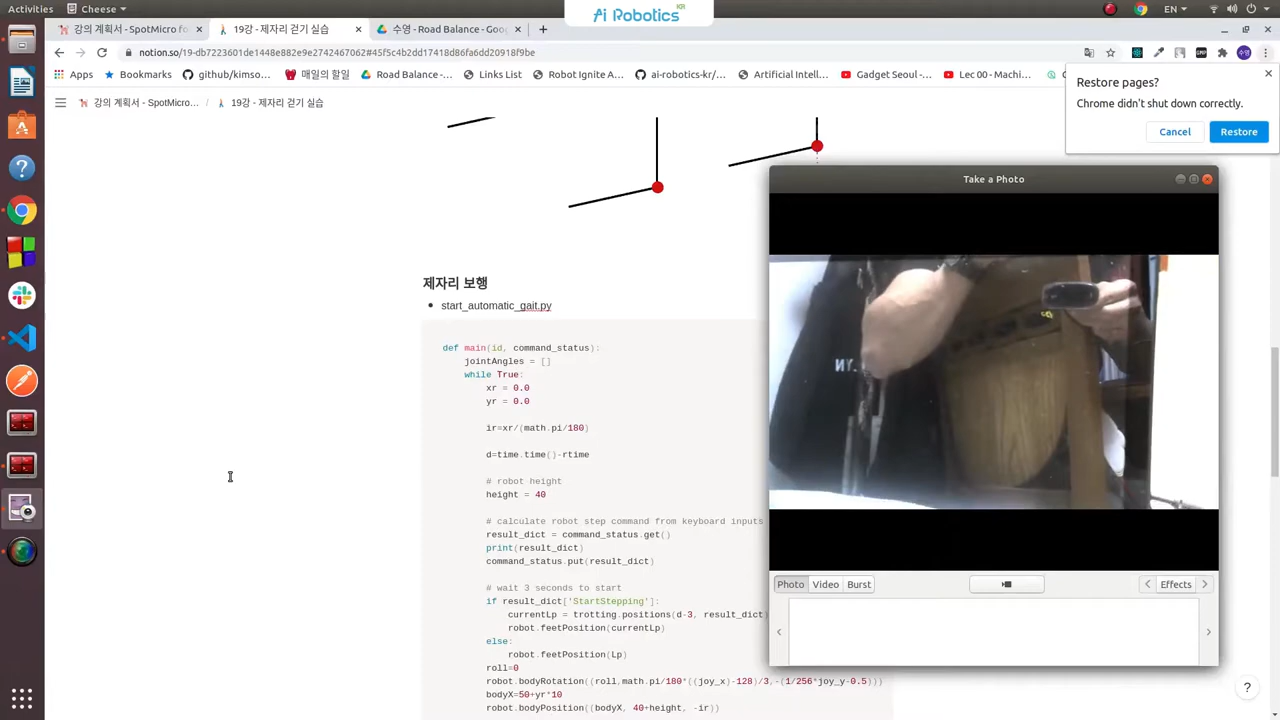 Activities
Cheese
Ai Robotics KR
EN
강의 계획서 - SpotMicro fo
19강 - 제자리 걷기 실습
수영 - Road Balance - Goo
notion.so/19-db7223601de1448e882e9e2742467062#45f5c4b2dd17418d86fa6dd20918f9be
수영
Apps
Bookmarks
github/kimso...
매일의 할일
Road Balance...
Links List
Robot Ignite A...
ai-robotics-kr/...
Artificial Intell...
Gadget Seoul -...
Lec 00 - Machi...
강의 계획서 - SpotMicro...
/
19강 - 제자리 걷기 실습
Restore pages?
Chrome didn't shut down correctly.
Cancel
Restore
Take a Photo
제자리 보행
start_automatic_gait.py
def main(id, command_status):
jointAngles = []
while True:
xr = 0.0
yr = 0.0
ir=xr/(math.pi/180)
d=time.time()-rtime
# robot height
height = 40
# calculate robot step command from keyboard inputs
result_dict = command_status.get()
print(result_dict)
command_status.put(result_dict)
# wait 3 seconds to start
if result_dict['StartStepping']:
currentLp = trotting.positions(d-3, result_dict)
robot.feetPosition(currentLp)
else:
robot.feetPosition(Lp)
roll=0
robot.bodyRotation((roll,math.pi/180*((joy_x)-128)/3,-(1/256*joy_y-0.5)))
bodyX=50+yr*10
robot.bodyPosition((bodyX, 40+height, -ir))
Photo
Video
Burst
Effects
?